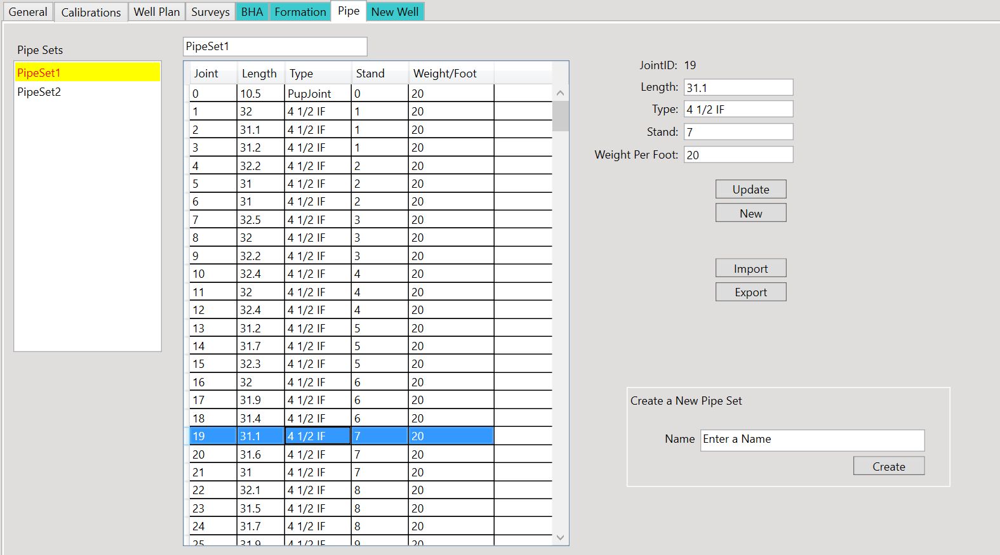 General Calibrations Well Plan Surveys BHA Formation Pipe New Well
Pipe Sets
PipeSet1
PipeSet2
PipeSet1
Joint Length Type Stand Weight/Foot
0 10.5 PupJoint 0 20
1 32 4 1/2 IF 1 20
2 31.1 4 1/2 IF 1 20
3 31.2 4 1/2 IF 1 20
4 32.2 4 1/2 IF 2 20
5 31 4 1/2 IF 2 20
6 31 4 1/2 IF 2 20
7 32.5 4 1/2 IF 3 20
8 32 4 1/2 IF 3 20
9 32.2 4 1/2 IF 3 20
10 32.4 4 1/2 IF 4 20
11 32 4 1/2 IF 4 20
12 32.4 4 1/2 IF 4 20
13 31.2 4 1/2 IF 5 20
14 31.7 4 1/2 IF 5 20
15 32.3 4 1/2 IF 5 20
16 32 4 1/2 IF 6 20
17 31.9 4 1/2 IF 6 20
18 31.4 4 1/2 IF 6 20
19 31.1 4 1/2 IF 7 20
20 31.6 4 1/2 IF 7 20
21 31 4 1/2 IF 7 20
22 32.1 4 1/2 IF 8 20
23 31.5 4 1/2 IF 8 20
24 31.7 4 1/2 IF 8 20
25 31.9 4 1/2 IF 9 20
JointID: 19
Length: 31.1
Type: 4 1/2 IF
Stand: 7
Weight Per Foot: 20
Update
New
Import
Export
Create a New Pipe Set
Name Enter a Name
Create